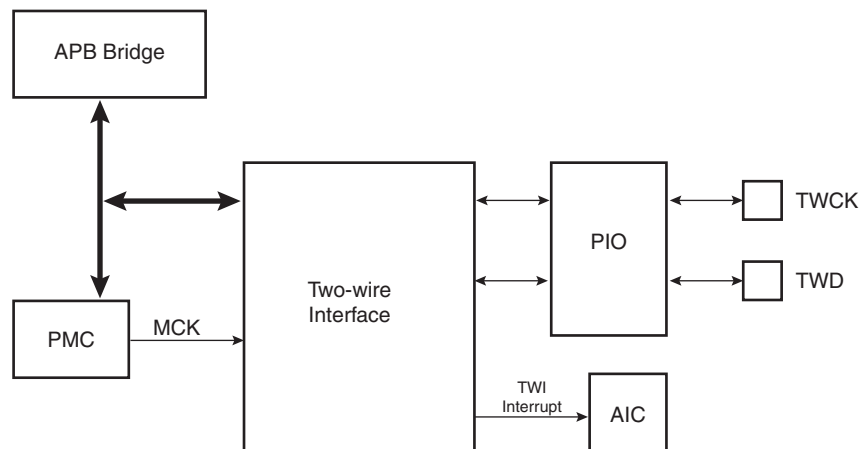 APB Bridge
TWCK
PIO
TWD
Two-wire
Interface
MCK
PMC
TWI
Interrupt
AIC